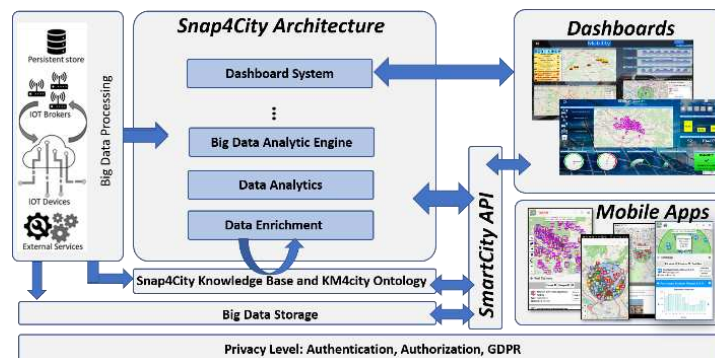 Persistent store
IOT Brokers
IOT Devices
External Services
Big Data Processing
Snap4City Architecture
Dashboard System
...
Big Data Analytic Engine
Data Analytics
Data Enrichment
Snap4City Knowledge Base and KM4city Ontology
Big Data Storage
SmartCity API
Dashboards
Mobile Apps
Privacy Level: Authentication, Authorization, GDPR